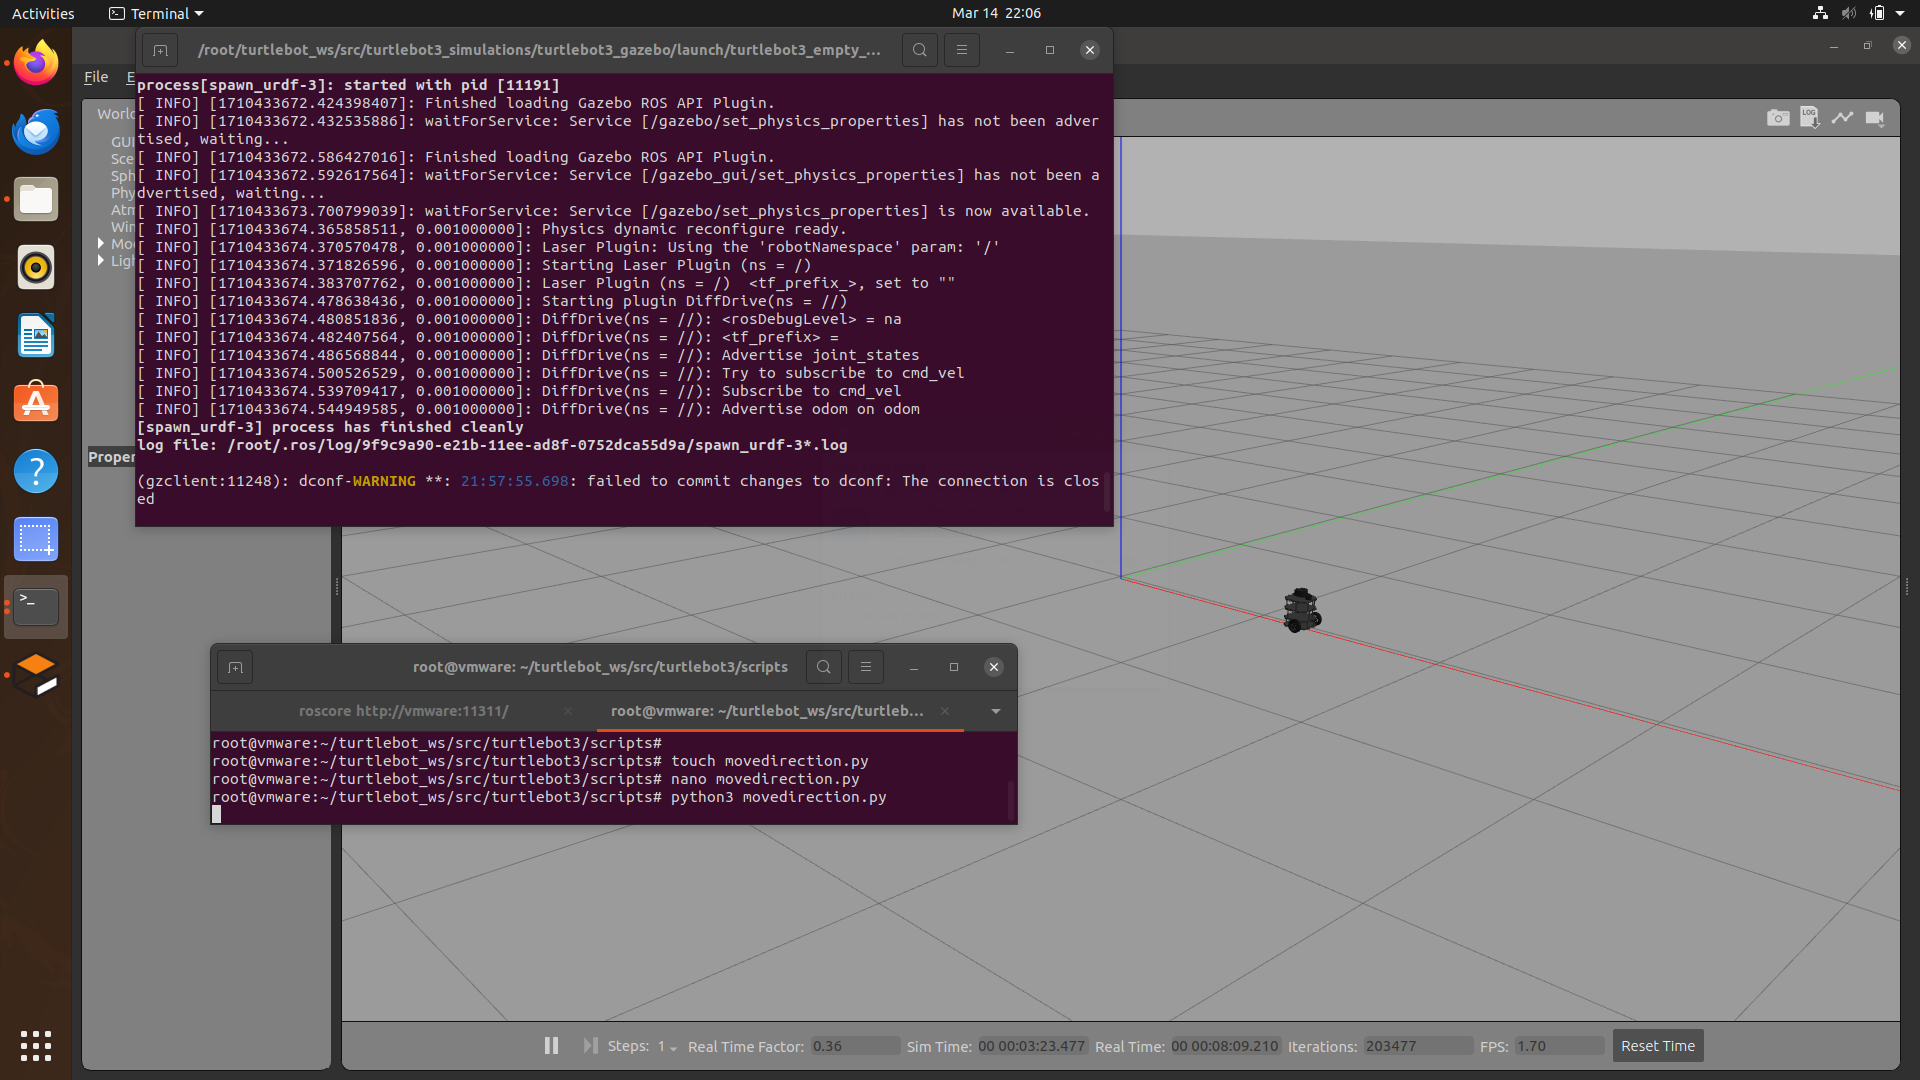 Activities
Terminal
Mar 14 22:06
/root/turtlebot_ws/src/turtlebot3_simulations/turtlebot3_gazebo/launch/turtlebot3_empty_...
File
E
World
GUI
Sce
Sph
Phy
Atm
Win
Mo
Ligh
Proper
process[spawn_urdf-3]: started with pid [11191]
[ INFO] [1710433672.424398407]: Finished loading Gazebo ROS API Plugin.
[ INFO] [1710433672.432535886]: waitForService: Service [/gazebo/set_physics_properties] has not been adver
tised, waiting...
[ INFO] [1710433672.586427016]: Finished loading Gazebo ROS API Plugin.
[ INFO] [1710433672.592617564]: waitForService: Service [/gazebo_gui/set_physics_properties] has not been a
dvertised, waiting...
[ INFO] [1710433673.700799039]: waitForService: Service [/gazebo/set_physics_properties] is now available.
[ INFO] [1710433674.365858511, 0.001000000]: Physics dynamic reconfigure ready.
[ INFO] [1710433674.370570478, 0.001000000]: Laser Plugin: Using the 'robotNamespace' param: '/'
[ INFO] [1710433674.371826596, 0.001000000]: Starting Laser Plugin (ns = /)
[ INFO] [1710433674.383707762, 0.001000000]: Laser Plugin (ns = /)  <tf_prefix_>, set to ""
[ INFO] [1710433674.478638436, 0.001000000]: Starting plugin DiffDrive(ns = //)
[ INFO] [1710433674.480851836, 0.001000000]: DiffDrive(ns = //): <rosDebugLevel> = na
[ INFO] [1710433674.482407564, 0.001000000]: DiffDrive(ns = //): <tf_prefix> =
[ INFO] [1710433674.486568844, 0.001000000]: DiffDrive(ns = //): Advertise joint_states
[ INFO] [1710433674.500526529, 0.001000000]: DiffDrive(ns = //): Try to subscribe to cmd_vel
[ INFO] [1710433674.539709417, 0.001000000]: DiffDrive(ns = //): Subscribe to cmd_vel
[ INFO] [1710433674.544949585, 0.001000000]: DiffDrive(ns = //): Advertise odom on odom
[spawn_urdf-3] process has finished cleanly
log file: /root/.ros/log/9f9c9a90-e21b-11ee-ad8f-0752dca55d9a/spawn_urdf-3*.log
(gzclient:11248): dconf-WARNING **: 21:57:55.698: failed to commit changes to dconf: The connection is clos
ed
LOG
root@vmware: ~/turtlebot_ws/src/turtlebot3/scripts
roscore http://vmware:11311/
root@vmware: ~/turtlebot_ws/src/turtleb...
root@vmware:~/turtlebot_ws/src/turtlebot3/scripts#
root@vmware:~/turtlebot_ws/src/turtlebot3/scripts# touch movedirection.py
root@vmware:~/turtlebot_ws/src/turtlebot3/scripts# nano movedirection.py
root@vmware:~/turtlebot_ws/src/turtlebot3/scripts# python3 movedirection.py
Steps: 1 Real Time Factor: 0.36 Sim Time: 00 00:03:23.477 Real Time: 00 00:08:09.210 Iterations: 203477 FPS: 1.70 Reset Time